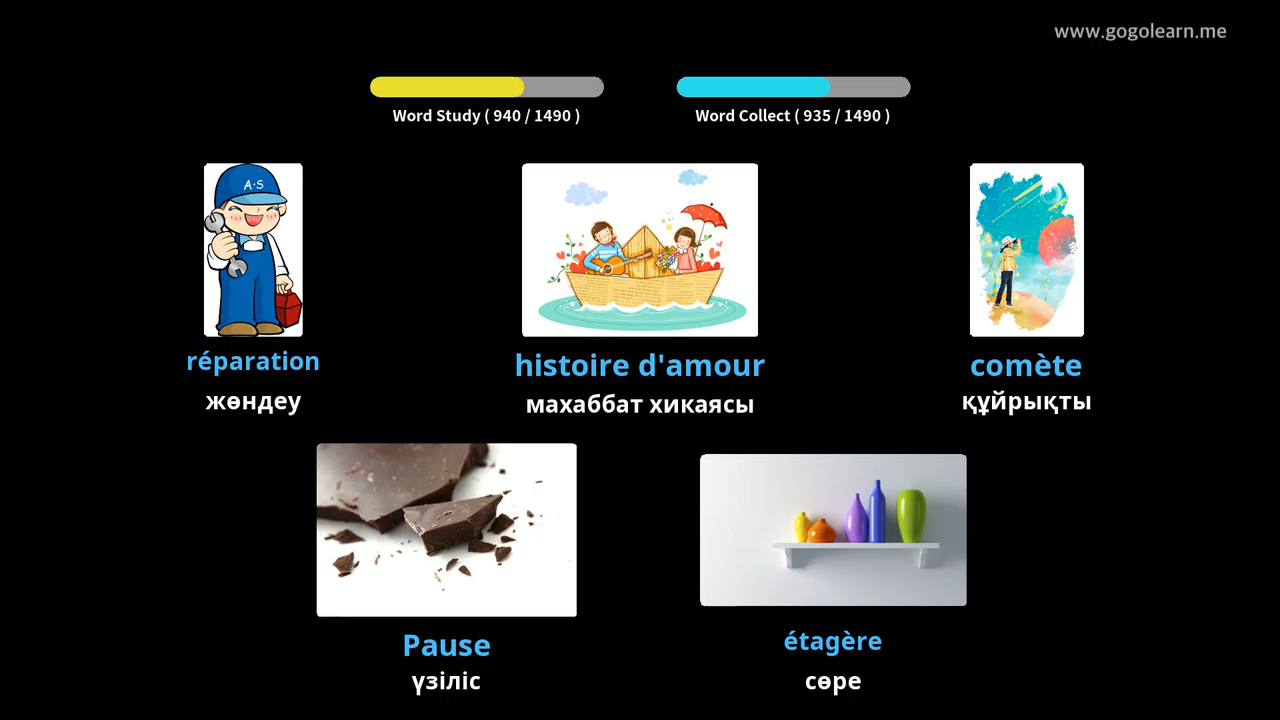 www.gogolearn.me
Word Study ( 940 / 1490 )
Word Collect ( 935 / 1490 )
A·S
réparation
жөндеу
histoire d'amour
махаббат хикаясы
comète
құйрықты
Pause
үзіліс
étagère
сөре